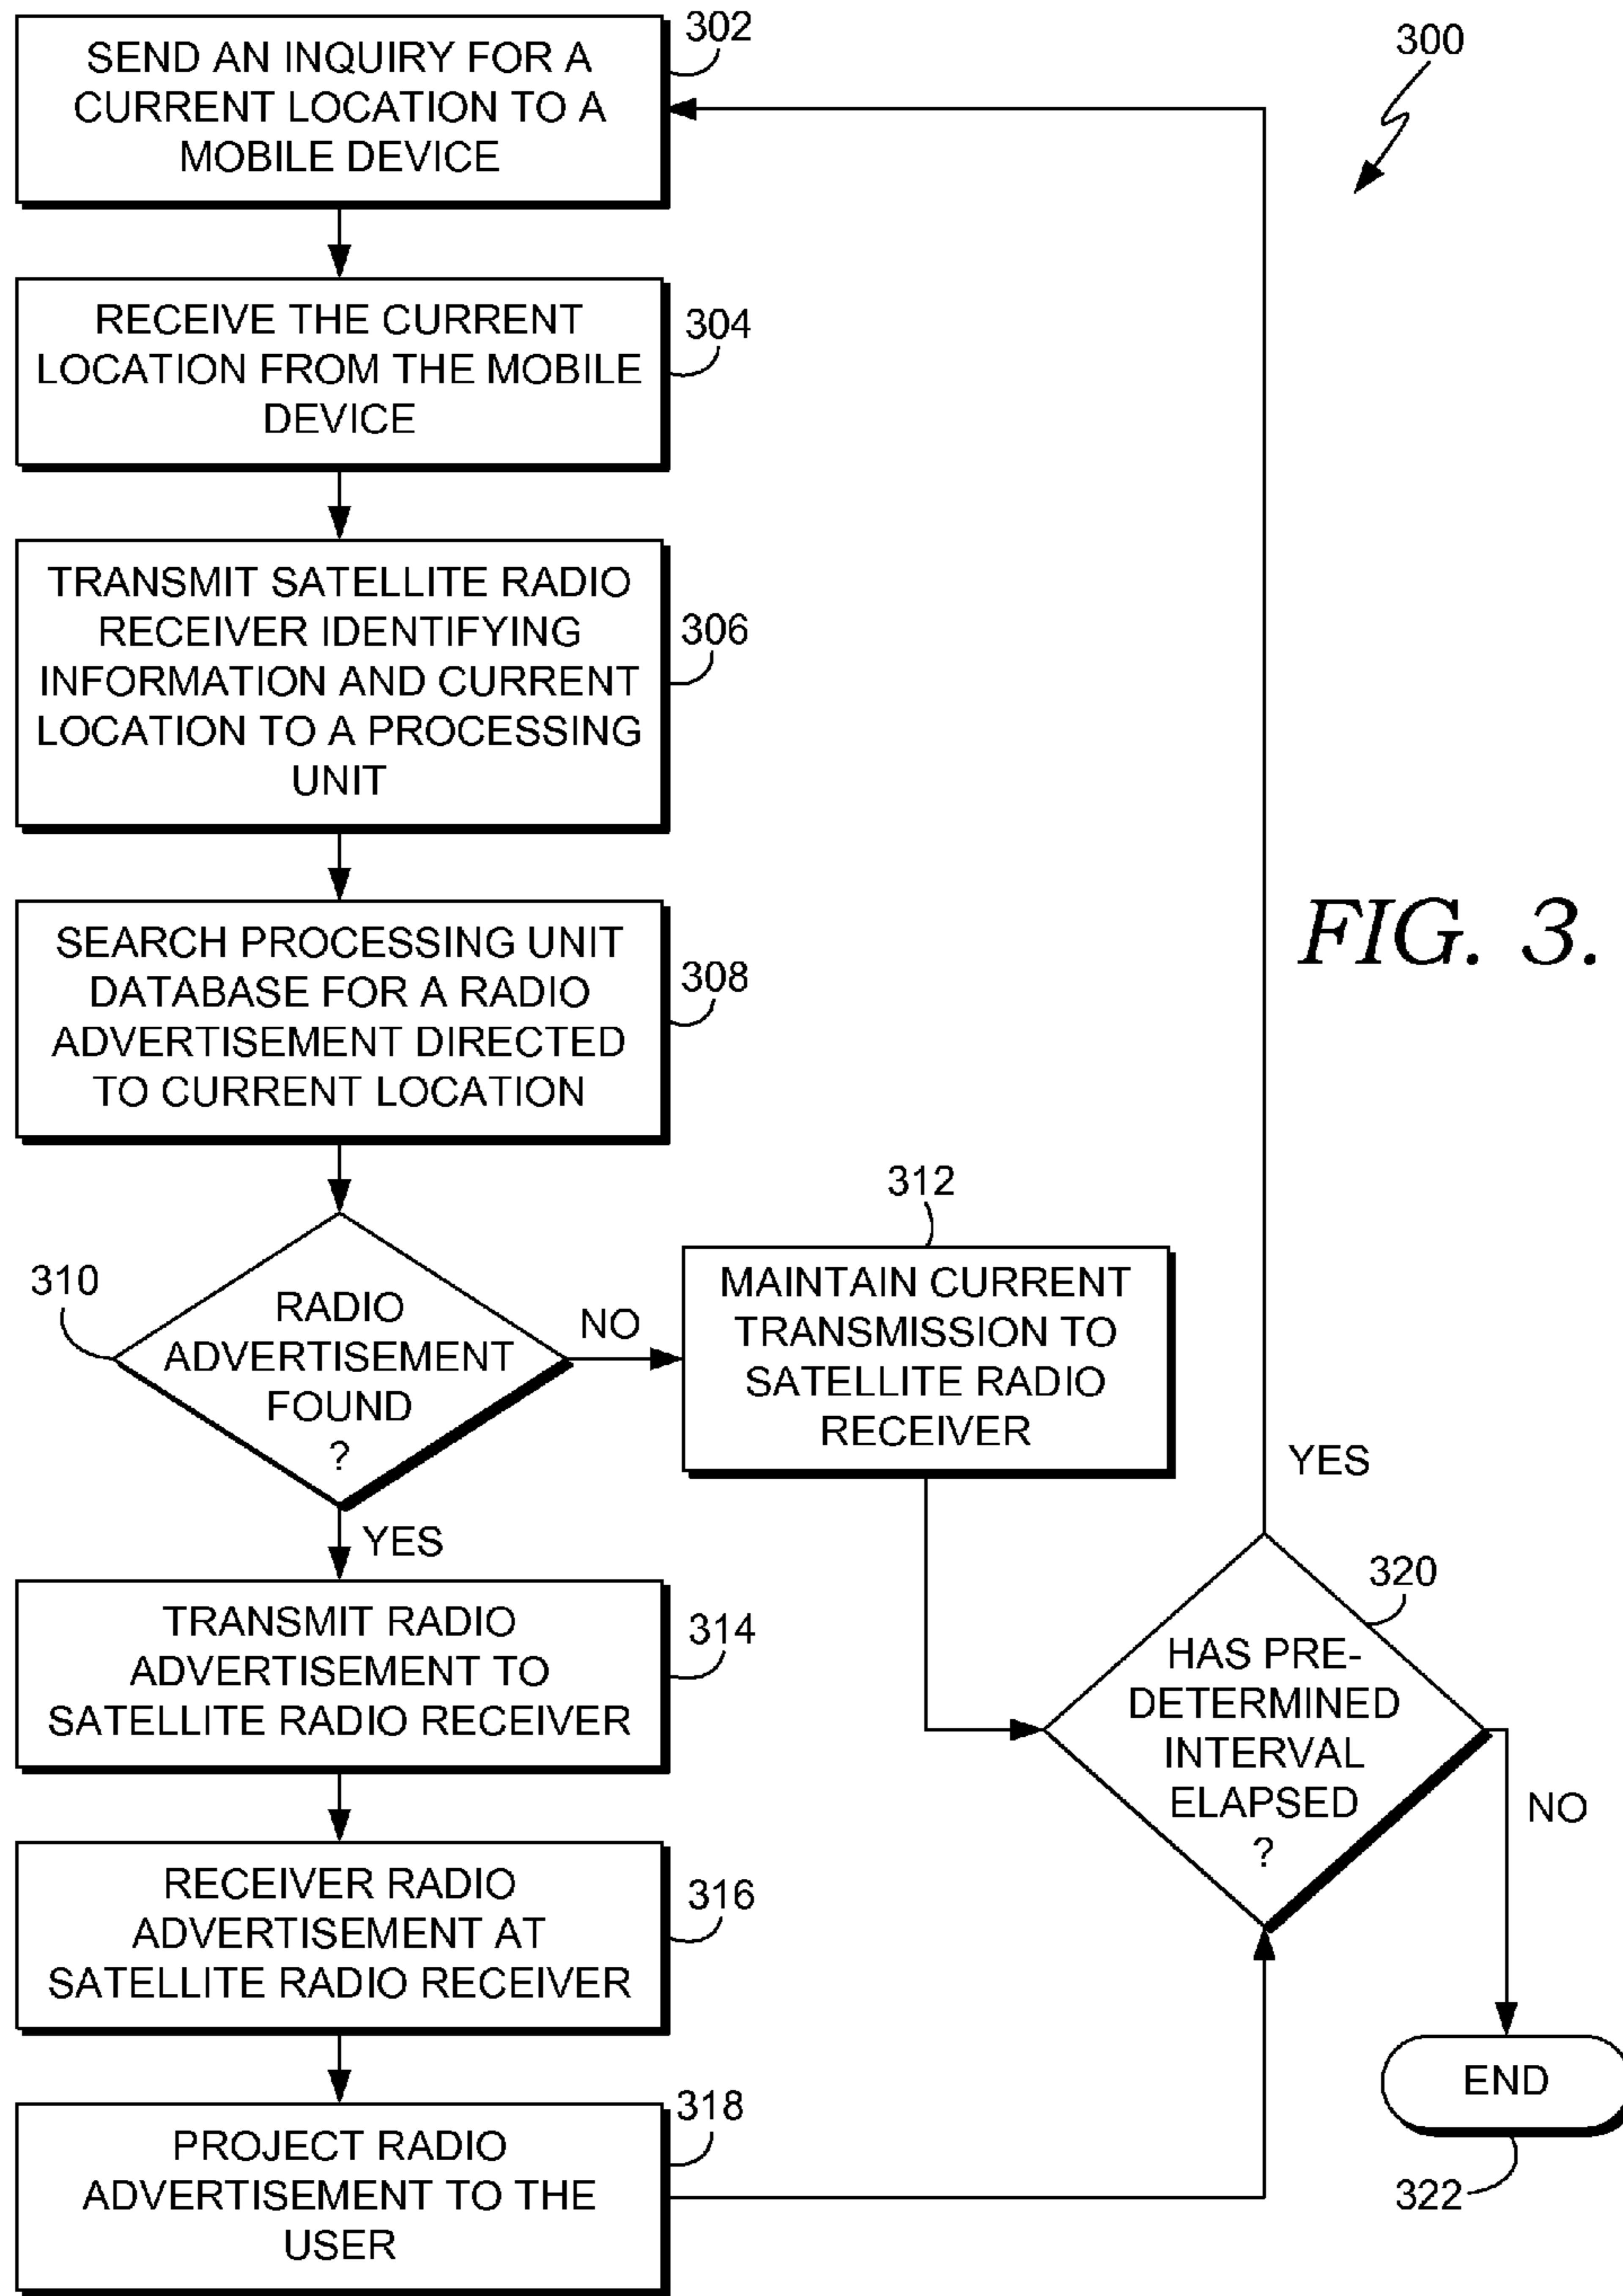 302
SEND AN INQUIRY FOR A
CURRENT LOCATION TO A
MOBILE DEVICE
300
304
RECEIVE THE CURRENT
LOCATION FROM THE MOBILE
DEVICE
306
TRANSMIT SATELLITE RADIO
RECEIVER IDENTIFYING
INFORMATION AND CURRENT
LOCATION TO A PROCESSING
UNIT
FIG. 3.
308
SEARCH PROCESSING UNIT
DATABASE FOR A RADIO
ADVERTISEMENT DIRECTED
TO CURRENT LOCATION
310
RADIO
ADVERTISEMENT
FOUND
?
NO
312
MAINTAIN CURRENT
TRANSMISSION TO
SATELLITE RADIO
RECEIVER
YES
YES
314
TRANSMIT RADIO
ADVERTISEMENT TO
SATELLITE RADIO RECEIVER
316
RECEIVER RADIO
ADVERTISEMENT AT
SATELLITE RADIO RECEIVER
318
PROJECT RADIO
ADVERTISEMENT TO THE
USER
320
HAS PRE-
DETERMINED
INTERVAL
ELAPSED
?
NO
END
322